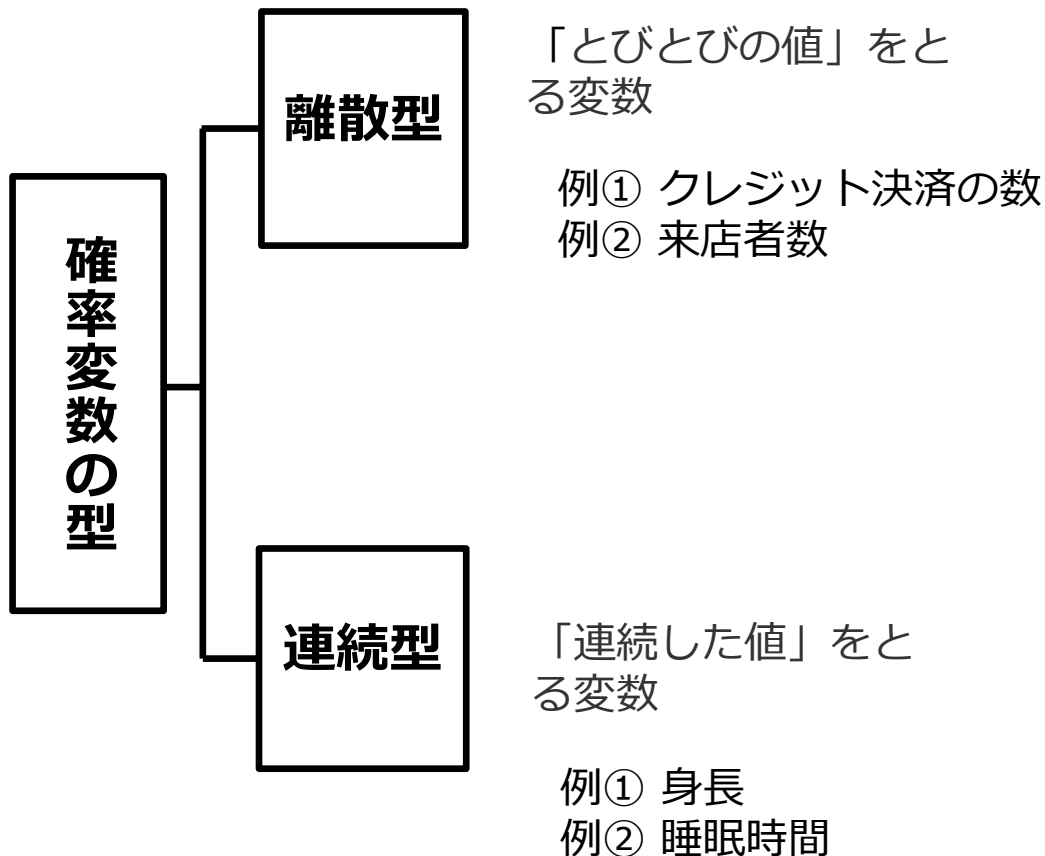 確率変数の型
離散型
「とびとびの値」をと
る変数
例① クレジット決済の数
例② 来店者数
連続型
「連続した値」をと
る変数
例① 身長
例② 睡眠時間